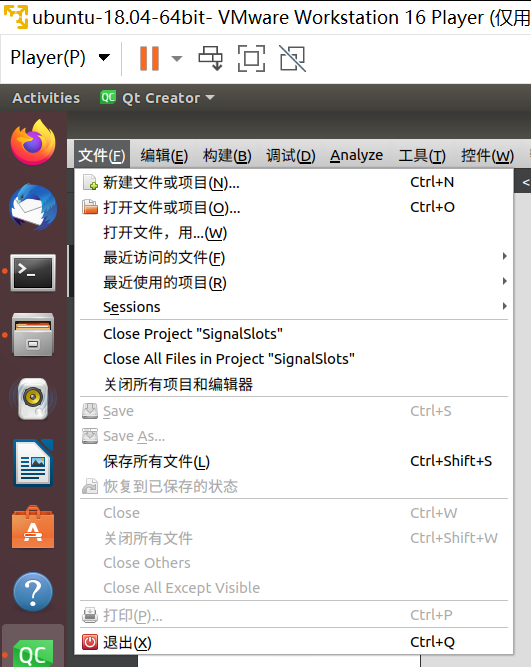 ubuntu-18.04-64bit- VMware Workstation 16 Player (仅用
Player(P)
Activities QC Qt Creator
文件(F) 编辑(E) 构建(B) 调试(D) Analyze 工具(T) 控件(W)
新建文件或项目(N)... Ctrl+N
打开文件或项目(O)... Ctrl+O
打开文件，用...(W)
最近访问的文件(F)
最近使用的项目(R)
Sessions
Close Project "SignalSlots"
Close All Files in Project "SignalSlots"
关闭所有项目和编辑器
Save Ctrl+S
Save As...
保存所有文件(L) Ctrl+Shift+S
恢复到已保存的状态
Close Ctrl+W
关闭所有文件 Ctrl+Shift+W
Close Others
Close All Except Visible
打印(P)... Ctrl+P
退出(X) Ctrl+Q
QC